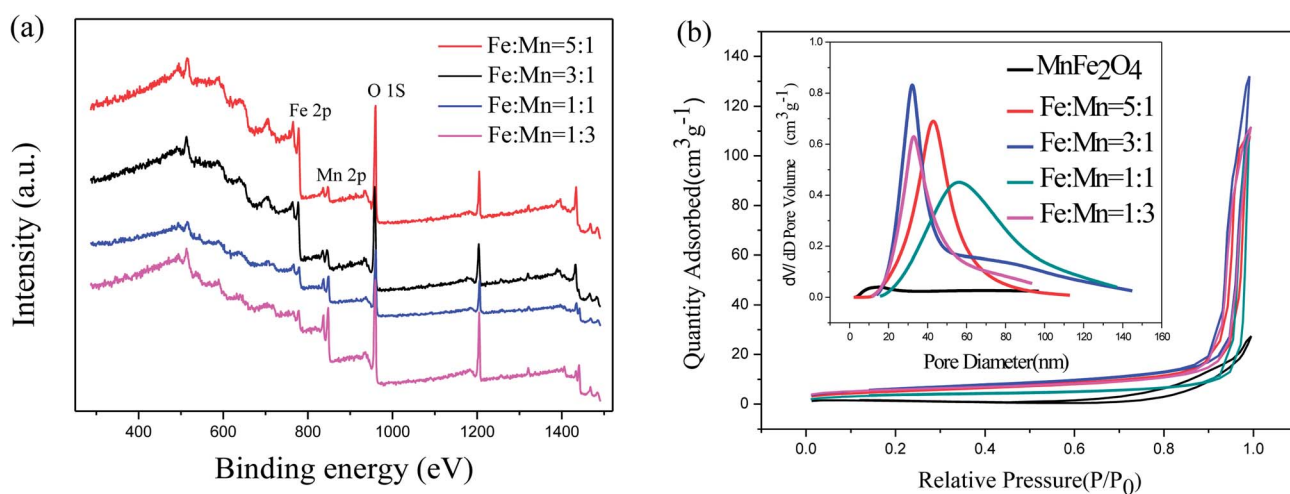 (a)
Fe:Mn=5:1
Fe:Mn=3:1
Fe:Mn=1:1
Fe:Mn=1:3
O 1S
Fe 2p
Mn 2p
Intensity (a.u.)
400 600 800 1000 1200 1400
Binding energy (eV)
(b)
140
120
100
80
60
40
20
0
Quantity Adsorbed(cm³g⁻¹)
0.0 0.2 0.4 0.6 0.8 1.0
Relative Pressure(P/P₀)
1.0
0.8
0.6
0.4
0.2
0.0
dV/dD Pore Volume (cm³g⁻¹)
0 20 40 60 80 100 120 140 160
Pore Diameter(nm)
MnFe₂O₄
Fe:Mn=5:1
Fe:Mn=3:1
Fe:Mn=1:1
Fe:Mn=1:3